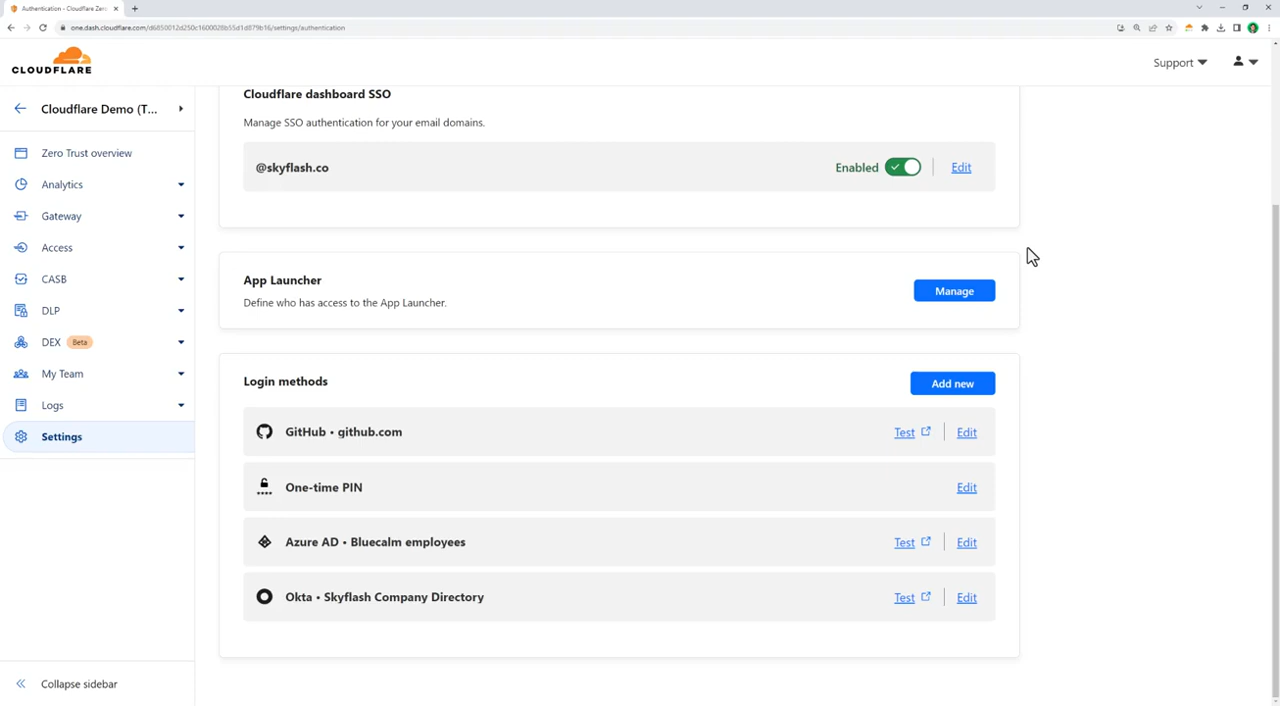 Authentication - Cloudflare Zer
one.dash.cloudflare.com/d6850012d250c1600028b55d1d879b16/settings/authentication
CLOUDFLARE
Support
Cloudflare Demo (T...
Zero Trust overview
Analytics
Gateway
Access
CASB
DLP
DEX Beta
My Team
Logs
Settings
Collapse sidebar
Cloudflare dashboard SSO
Manage SSO authentication for your email domains.
@skyflash.co Enabled Edit
App Launcher
Define who has access to the App Launcher.
Manage
Login methods
Add new
GitHub • github.com Test Edit
One-time PIN Edit
Azure AD • Bluecalm employees Test Edit
Okta • Skyflash Company Directory Test Edit